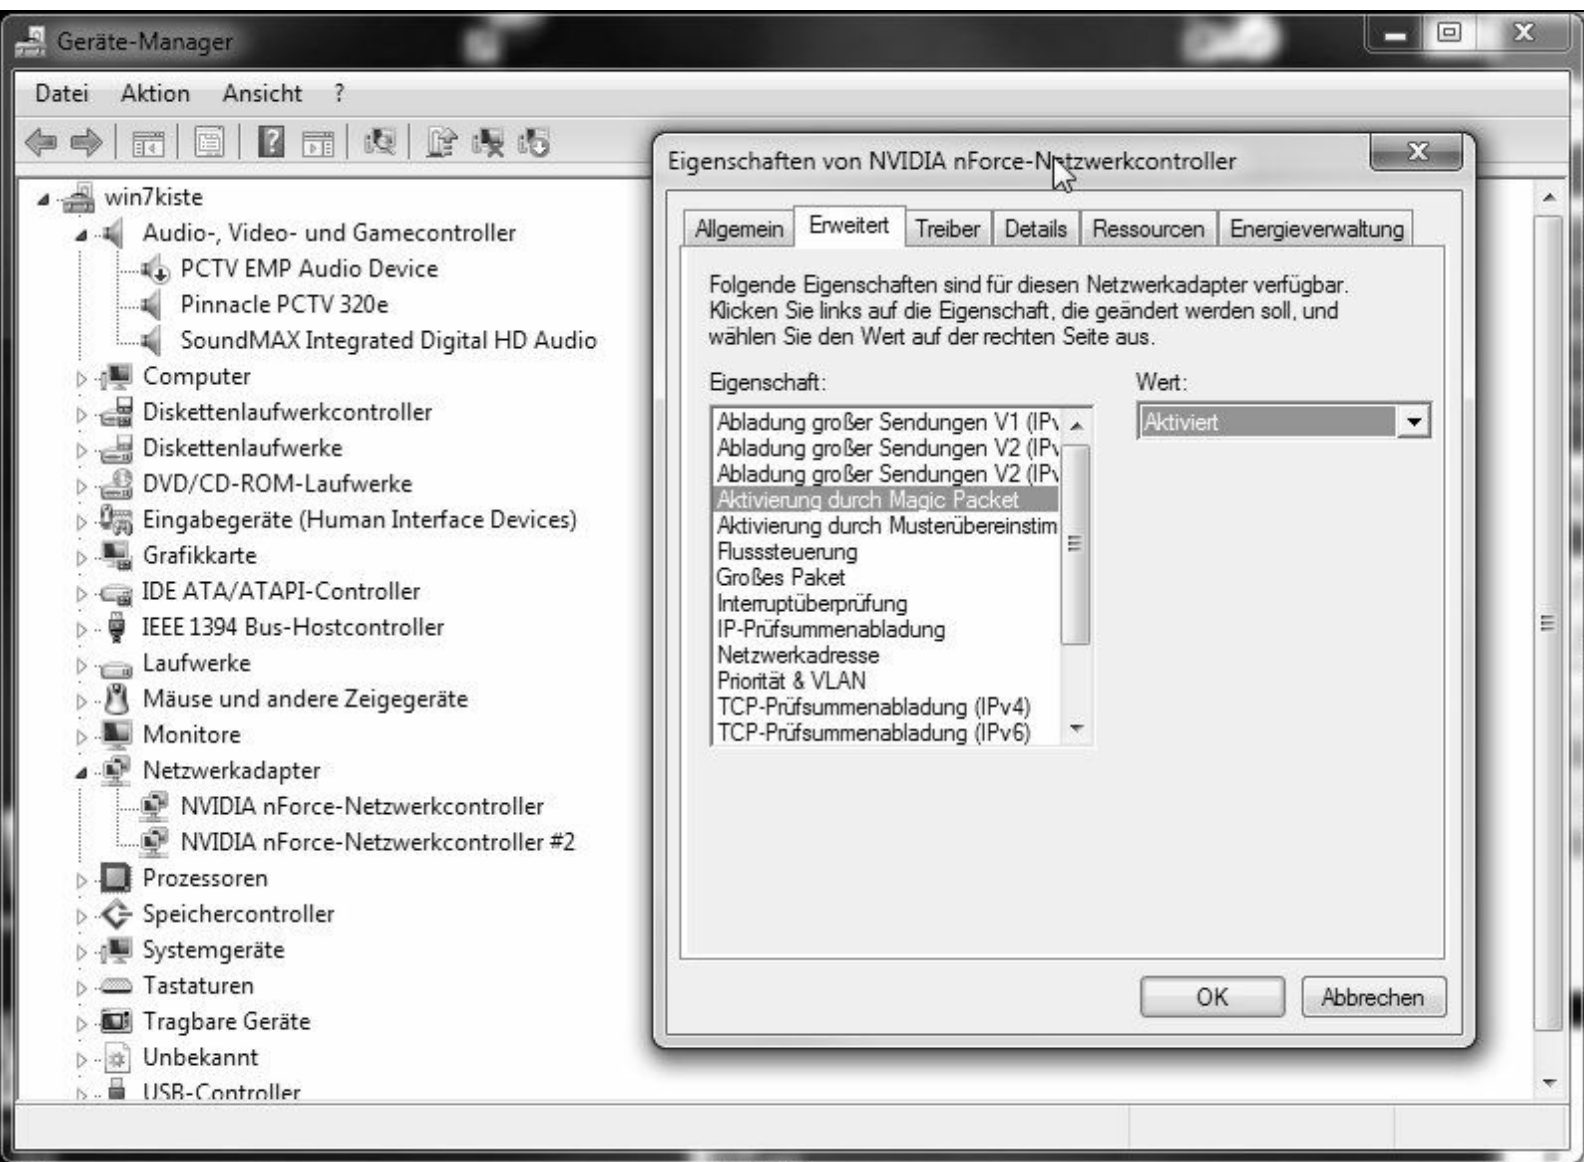 Geräte-Manager
Datei Aktion Ansicht ?
win7kiste
Audio-, Video- und Gamecontroller
PCTV EMP Audio Device
Pinnacle PCTV 320e
SoundMAX Integrated Digital HD Audio
Computer
Diskettenlaufwerkcontroller
Diskettenlaufwerke
DVD/CD-ROM-Laufwerke
Eingabegeräte (Human Interface Devices)
Grafikkarte
IDE ATA/ATAPI-Controller
IEEE 1394 Bus-Hostcontroller
Laufwerke
Mäuse und andere Zeigegeräte
Monitore
Netzwerkadapter
NVIDIA nForce-Netzwerkcontroller
NVIDIA nForce-Netzwerkcontroller #2
Prozessoren
Speichercontroller
Systemgeräte
Tastaturen
Tragbare Geräte
Unbekannt
USB-Controller
Eigenschaften von NVIDIA nForce-Netzwerkcontroller
Allgemein Erweitert Treiber Details Ressourcen Energieverwaltung
Folgende Eigenschaften sind für diesen Netzwerkadapter verfügbar.
Klicken Sie links auf die Eigenschaft, die geändert werden soll, und
wählen Sie den Wert auf der rechten Seite aus.
Eigenschaft:
Abladung großer Sendungen V1 (IPv
Abladung großer Sendungen V2 (IPv
Abladung großer Sendungen V2 (IPv
Aktivierung durch Magic Packet
Aktivierung durch Musterübereinstim
Flusssteuerung
Großes Paket
Interruptüberprüfung
IP-Prüfsummenabladung
Netzwerkadresse
Priorität & VLAN
TCP-Prüfsummenabladung (IPv4)
TCP-Prüfsummenabladung (IPv6)
Wert:
Aktiviert
OK Abbrechen